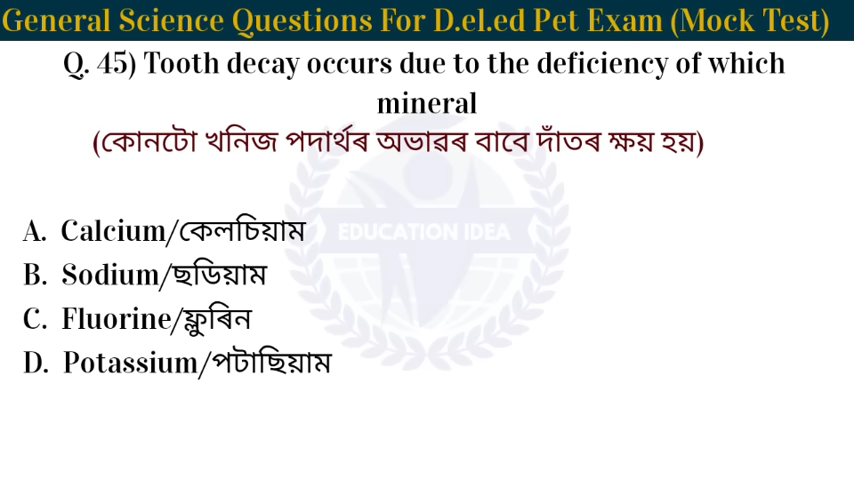 General Science Questions For D.el.ed Pet Exam (Mock Test)
Q. 45) Tooth decay occurs due to the deficiency of which
mineral
(কোনটো খনিজ পদাৰ্থৰ অভাৱৰ বাবে দাঁতৰ ক্ষয় হয়)
EDUCATION IDEA
A. Calcium/কেলচিয়াম
B. Sodium/ছডিয়াম
C. Fluorine/ফ্লুৰিন
D. Potassium/পটাছিয়াম